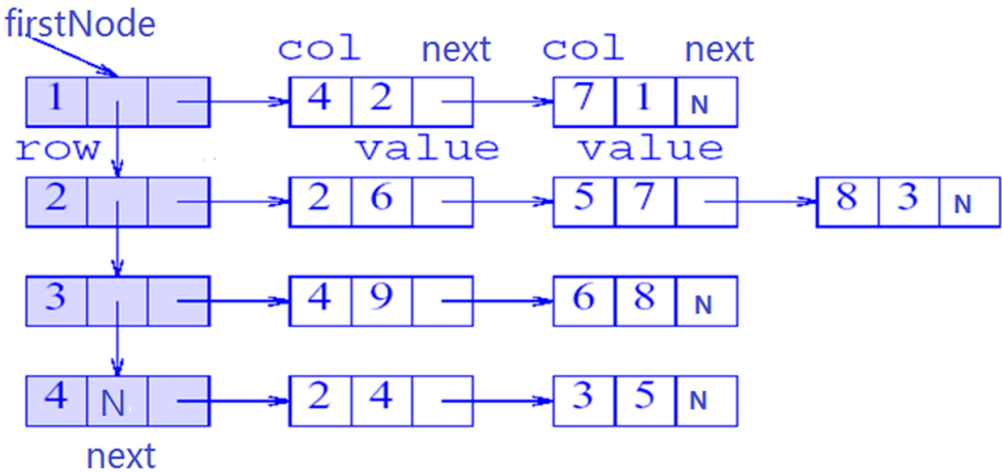 firstNode
col next col next
1 4 2 7 1 N
row value value
2 2 6 5 7 8 3 N
3 4 9 6 8 N
4 N 2 4 3 5 N
next